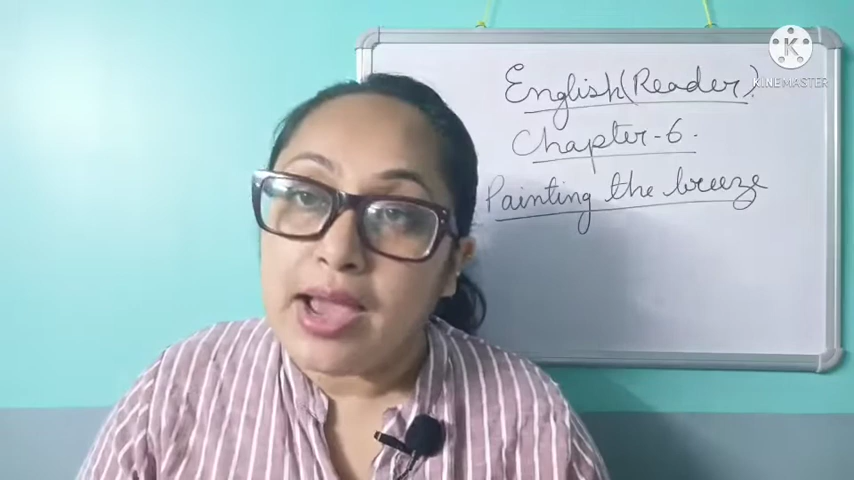 English(Reader)
Chapter-6.
Painting the breeze
K
KINEMASTER